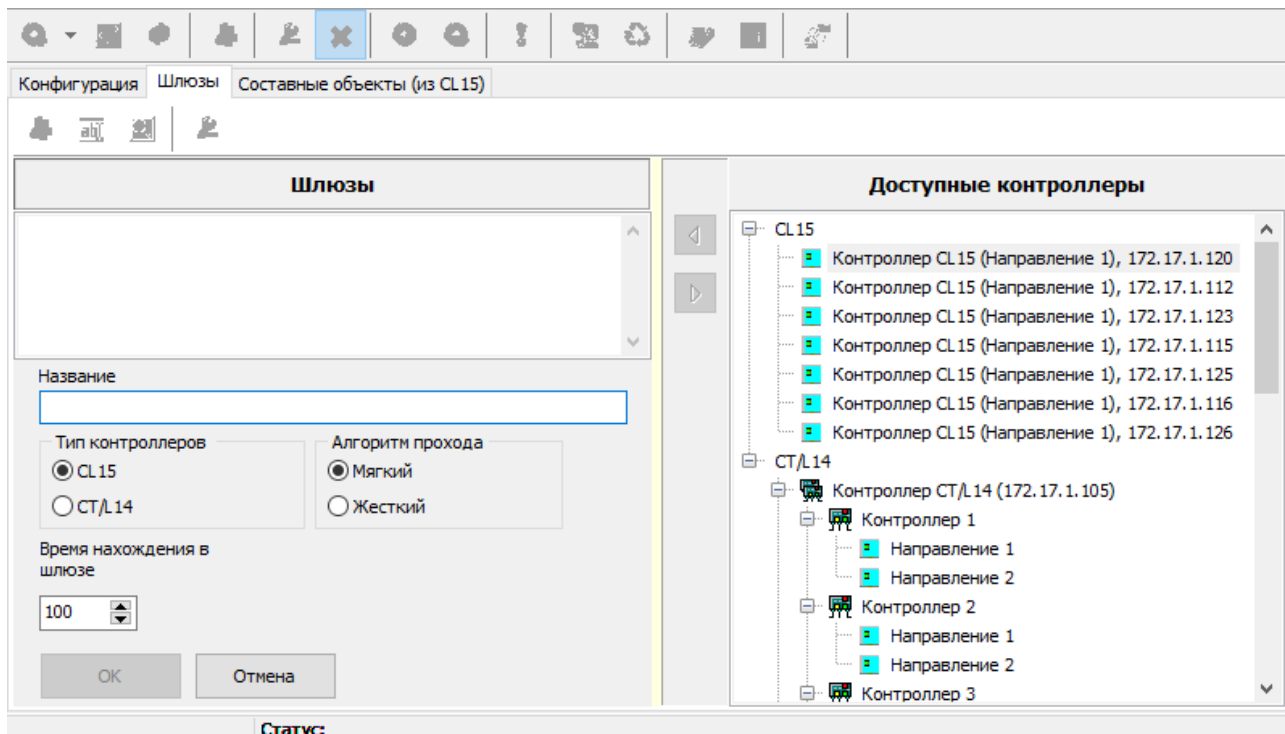 Конфигурация Шлюзы Составные объекты (из CL15)
Шлюзы
Название
Тип контроллеров
CL15
CT/L14
Алгоритм прохода
Мягкий
Жесткий
Время нахождения в
шлюзе
100
OK
Отмена
Доступные контроллеры
CL15
Контроллер CL15 (Направление 1), 172.17.1.120
Контроллер CL15 (Направление 1), 172.17.1.112
Контроллер CL15 (Направление 1), 172.17.1.123
Контроллер CL15 (Направление 1), 172.17.1.115
Контроллер CL15 (Направление 1), 172.17.1.125
Контроллер CL15 (Направление 1), 172.17.1.116
Контроллер CL15 (Направление 1), 172.17.1.126
CT/L14
Контроллер CT/L14 (172.17.1.105)
Контроллер 1
Направление 1
Направление 2
Контроллер 2
Направление 1
Направление 2
Контроллер 3
Статус: